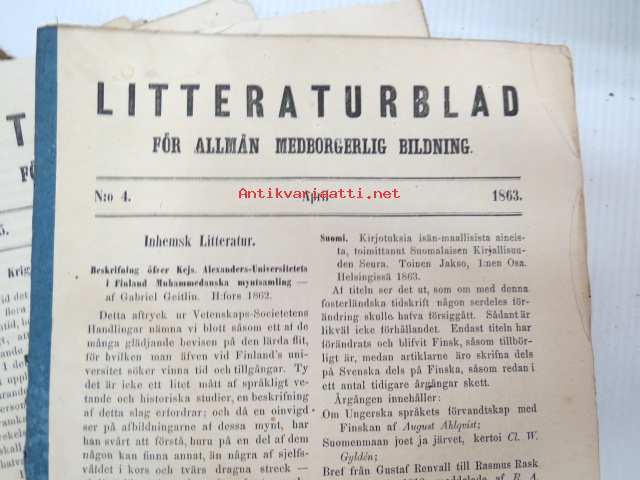 LITTERATURBLAD
FÖR ALLMÄN MEDBORGERLIG BILDNING.
N:o 4.
April
1863.
Antikvarigatti.net
Inhemsk Litteratur.
Beskrifning öfver Kejs. Alexanders-Universitetets
i Finland Muhammedanska myntsamling —
af Gabriel Geitlin. H:fors 1862.
Detta aftryck ur Vetenskaps-Societetens
Handlingar nämna vi blott såsom ett af de
många glädjande bevisen på den lärda flit,
för hvilken man äfven vid Finland's uni-
versitet söker vinna tid och tillgångar. Ty
det är icke ett litet mått af språkligt ve-
tande och historiska studier, en beskrifning
af detta slag erfordrar; och då en oinvigd
ser på afbildningarne af dessa mynt, har
han svårt att förstå, huru en del af dem
någon kan finna annat, än några af sjelfs-
våldet i kors och tvärs dragna streck —
Suomi. Kirjotuksia isän-maallisista aineis-
ta, toimittanut Suomalaisen Kirjallisuu-
den Seura. Toinen Jakso, 1:nen Osa.
Helsingissä 1863.
Af titeln ser det ut, som om med denna
fosterländska tidskrift någon serdeles för-
ändring skulle hafva försiggått. Sådant är
likväl icke förhållandet. Endast titeln har
förändrats och blifvit Finsk, såsom tillbör-
ligt är, medan artiklarne äro skrifna dels
på Svenska dels på Finska, såsom redan i
ett antal tidigare årgångar skett.
Årgången innehåller:
Om Ungerska språkets förvandtskap med
Finskan af August Ahlqvist;
Suomenmaan joet ja järvet, kertoi Cl. W.
Gyldén;
Bref från Gustaf Renvall till Rasmus Rask
meddelade af R. A.